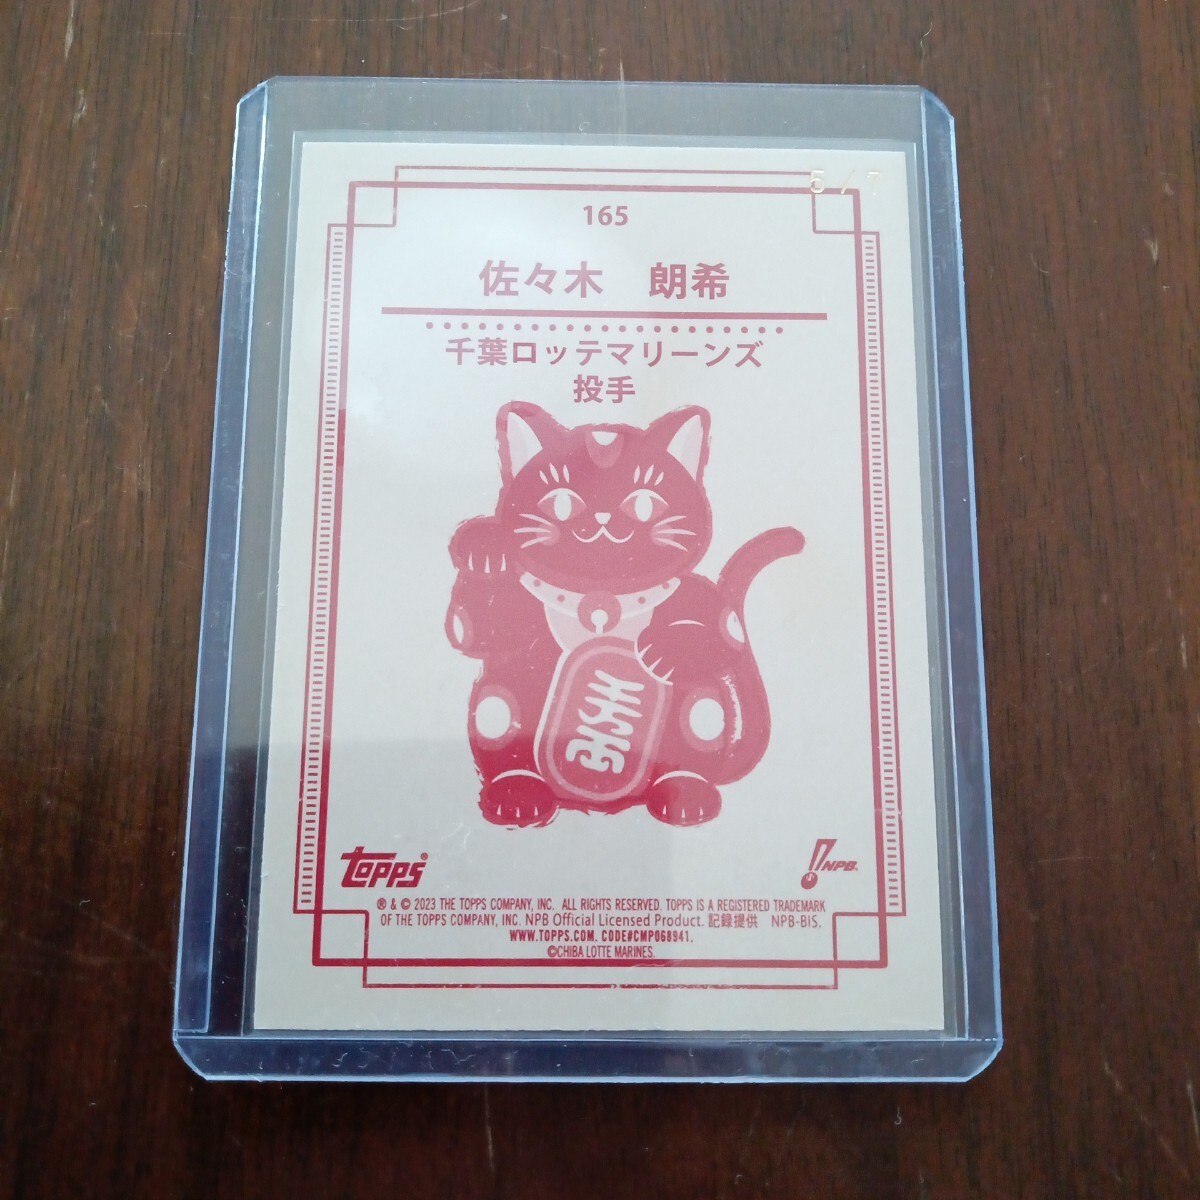 5/7
165
佐々木 朗希
千葉ロッテマリーンズ
投手
TOPPS
NPB
® & © 2023 THE TOPPS COMPANY, INC. ALL RIGHTS RESERVED. TOPPS IS A REGISTERED TRADEMARK
OF THE TOPPS COMPANY, INC. NPB Official Licensed Product. 記録提供 NPB-BIS.
WWW.TOPPS.COM. CODE#CMP068941.
©CHIBA LOTTE MARINES.